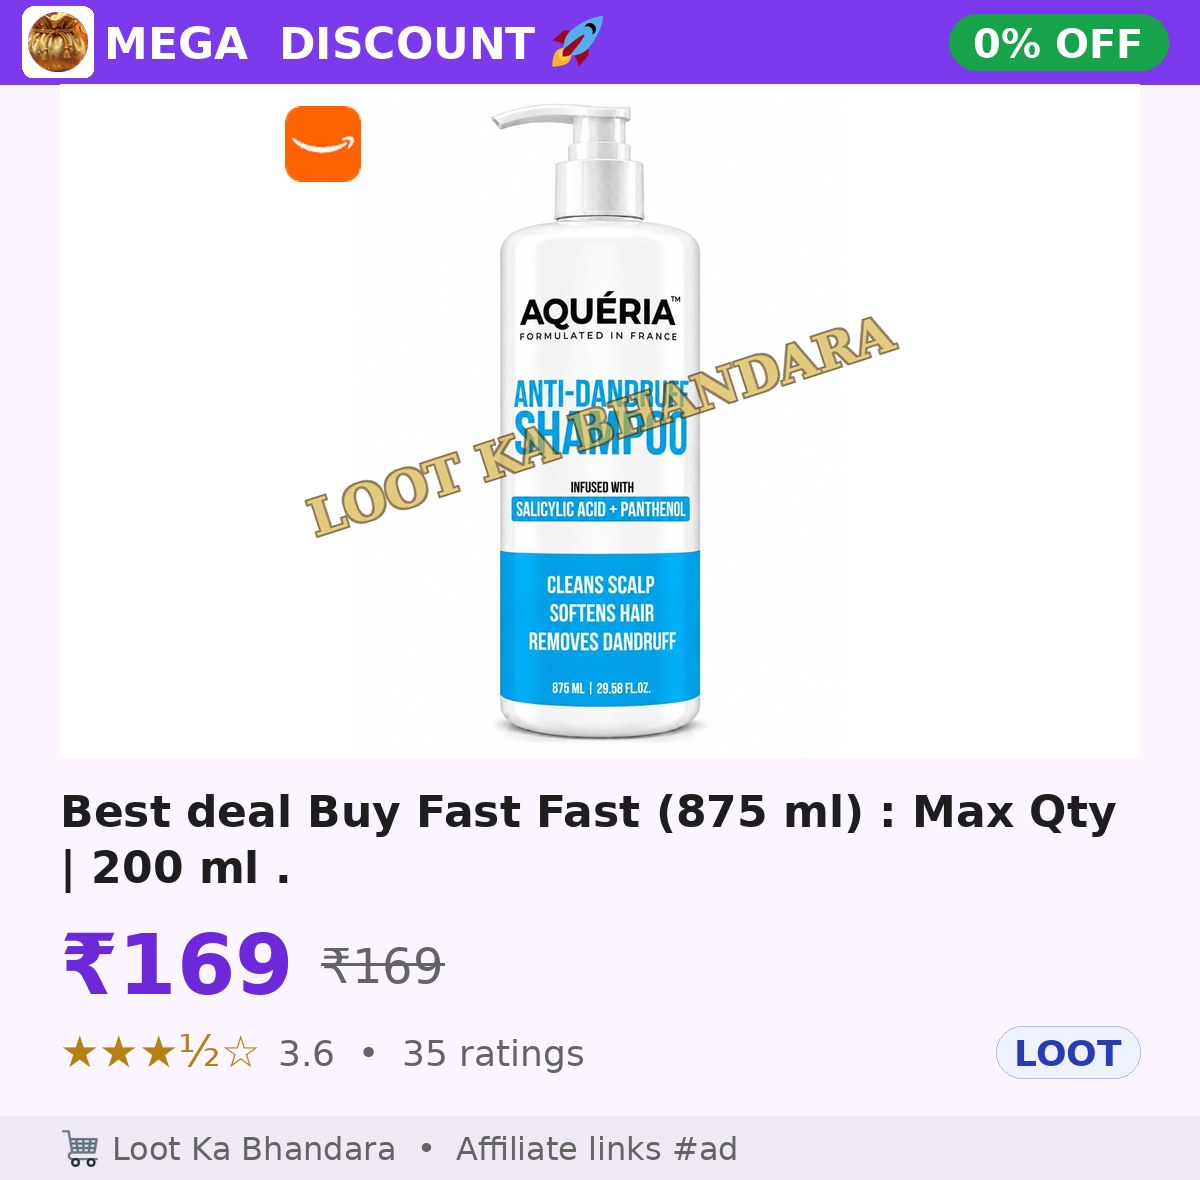 MEGA DISCOUNT 🚀
0% OFF
AQUÉRIA™
FORMULATED IN FRANCE
ANTI-DANDRUFF
SHAMPOO
LOOT KA BHANDARA
INFUSED WITH
SALICYLIC ACID + PANTHENOL
CLEANS SCALP
SOFTENS HAIR
REMOVES DANDRUFF
875 ML | 29.58 FL.OZ.
Best deal Buy Fast Fast (875 ml) : Max Qty
| 200 ml .
₹169 ₹169
★★★½☆ 3.6 • 35 ratings
LOOT
🛒 Loot Ka Bhandara • Affiliate links #ad